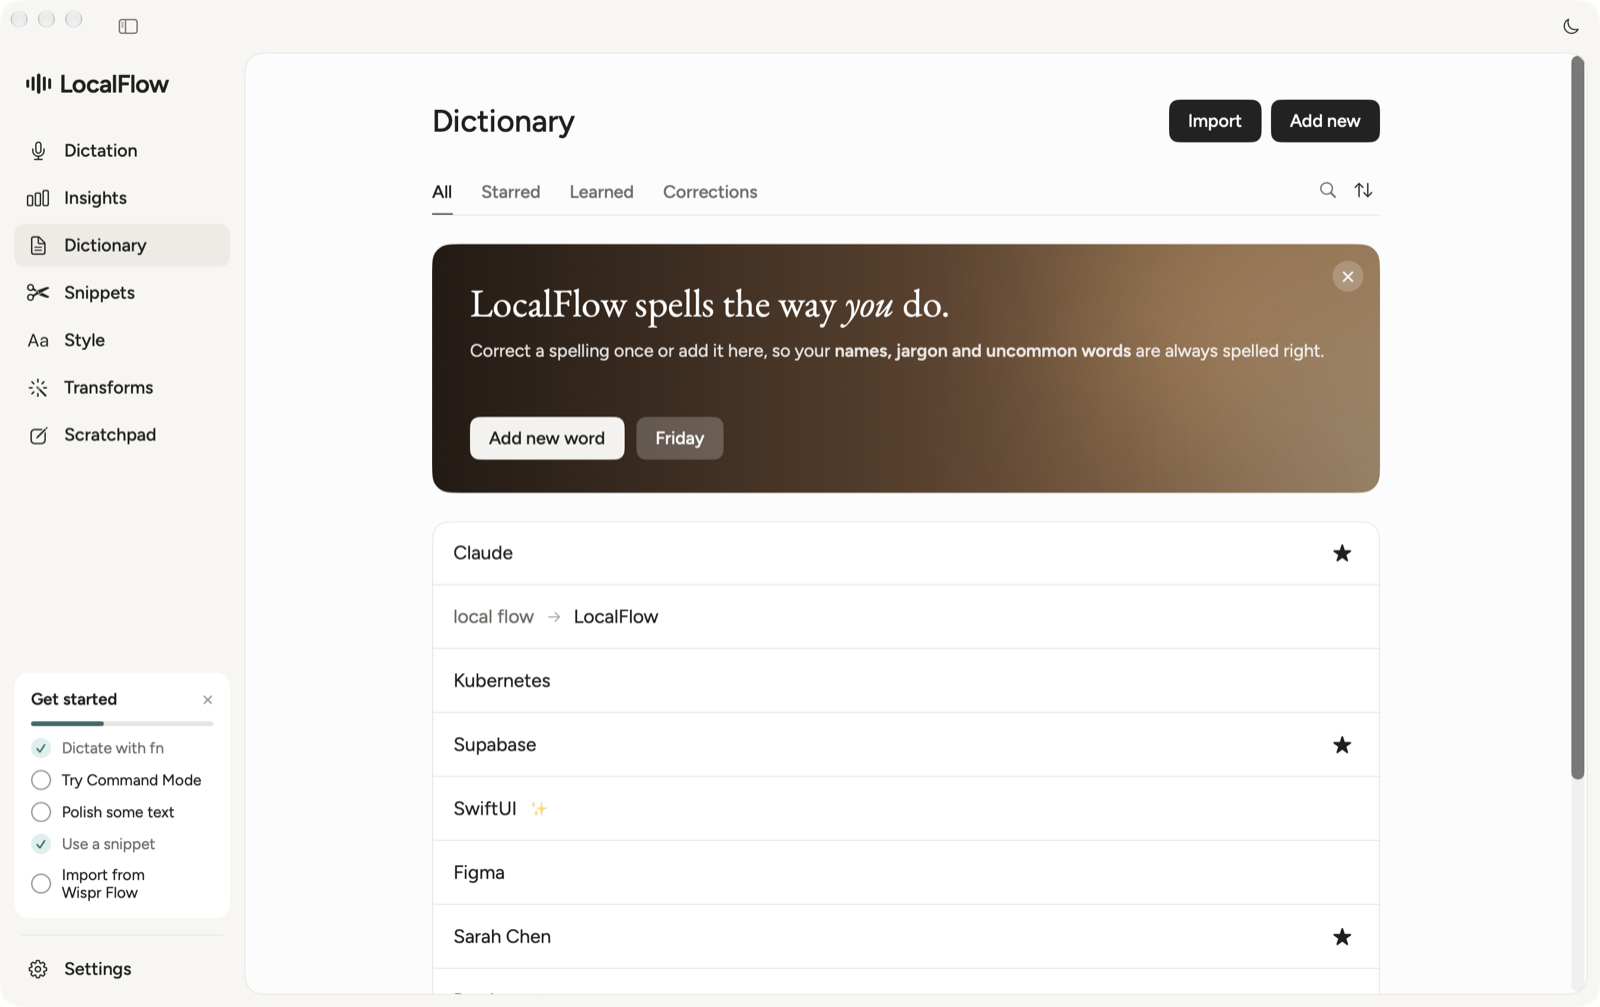 LocalFlow
Dictation
Insights
Dictionary
Snippets
Aa Style
Transforms
Scratchpad
Get started
Dictate with fn
Try Command Mode
Polish some text
Use a snippet
Import from
Wispr Flow
Settings
Dictionary
Import
Add new
All
Starred
Learned
Corrections
LocalFlow spells the way you do.
Correct a spelling once or add it here, so your names, jargon and uncommon words are always spelled right.
Add new word
Friday
Claude
local flow → LocalFlow
Kubernetes
Supabase
SwiftUI
Figma
Sarah Chen